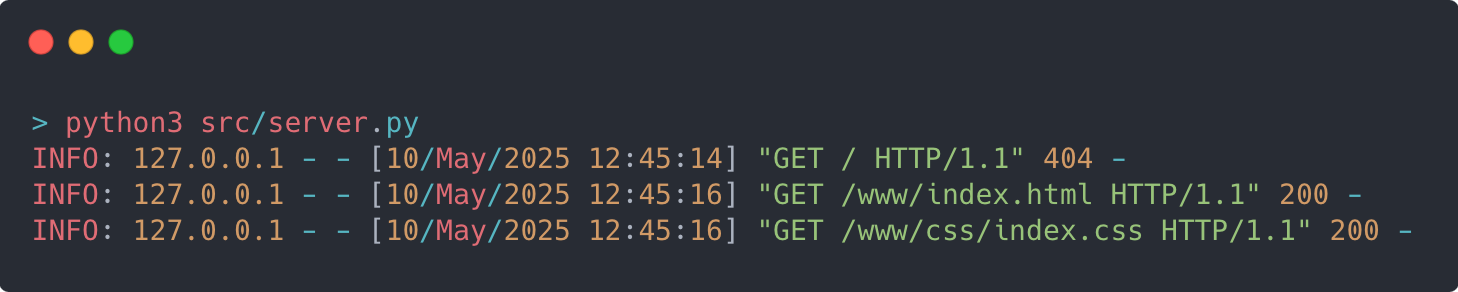 > python3 src/server.py
INFO: 127.0.0.1 - - [10/May/2025 12:45:14] "GET / HTTP/1.1" 404 -
INFO: 127.0.0.1 - - [10/May/2025 12:45:16] "GET /www/index.html HTTP/1.1" 200 -
INFO: 127.0.0.1 - - [10/May/2025 12:45:16] "GET /www/css/index.css HTTP/1.1" 200 -